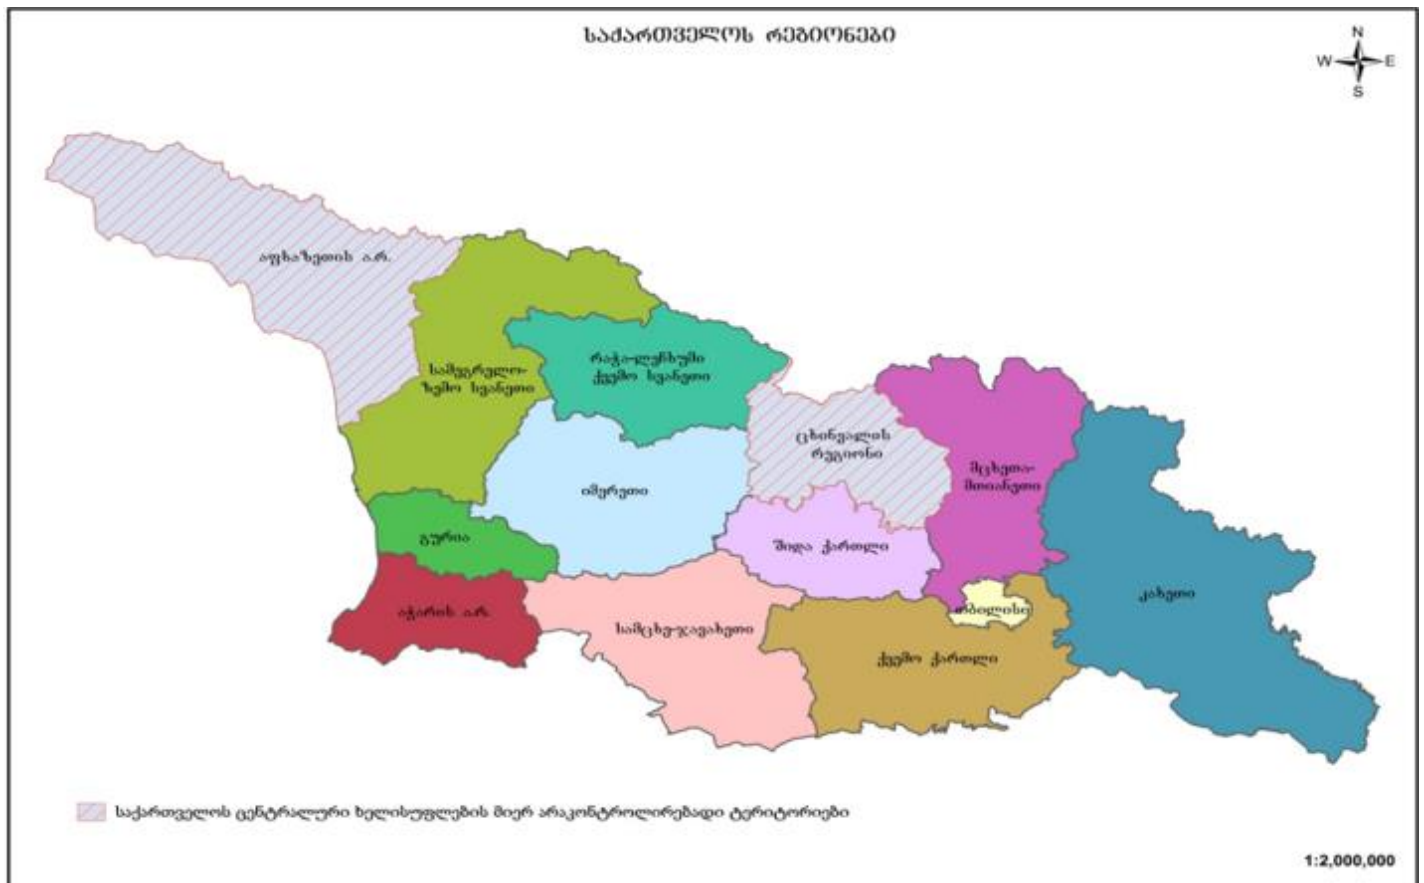 საქართველოს რეგიონები
N
W E
S
აფხაზეთის ა.რ.
სამეგრელო-
ზემო სვანეთი
რაჭა-ლეჩხუმი
ქვემო სვანეთი
ცხინვალის
რეგიონი
მცხეთა-
მთიანეთი
იმერეთი
გურია
შიდა ქართლი
აჭარის ა.რ.
სამცხე-ჯავახეთი
თბილისი
კახეთი
ქვემო ქართლი
საქართველოს ცენტრალური ხელისუფლების მიერ არაკონტროლირებადი ტერიტორიები
1:2,000,000